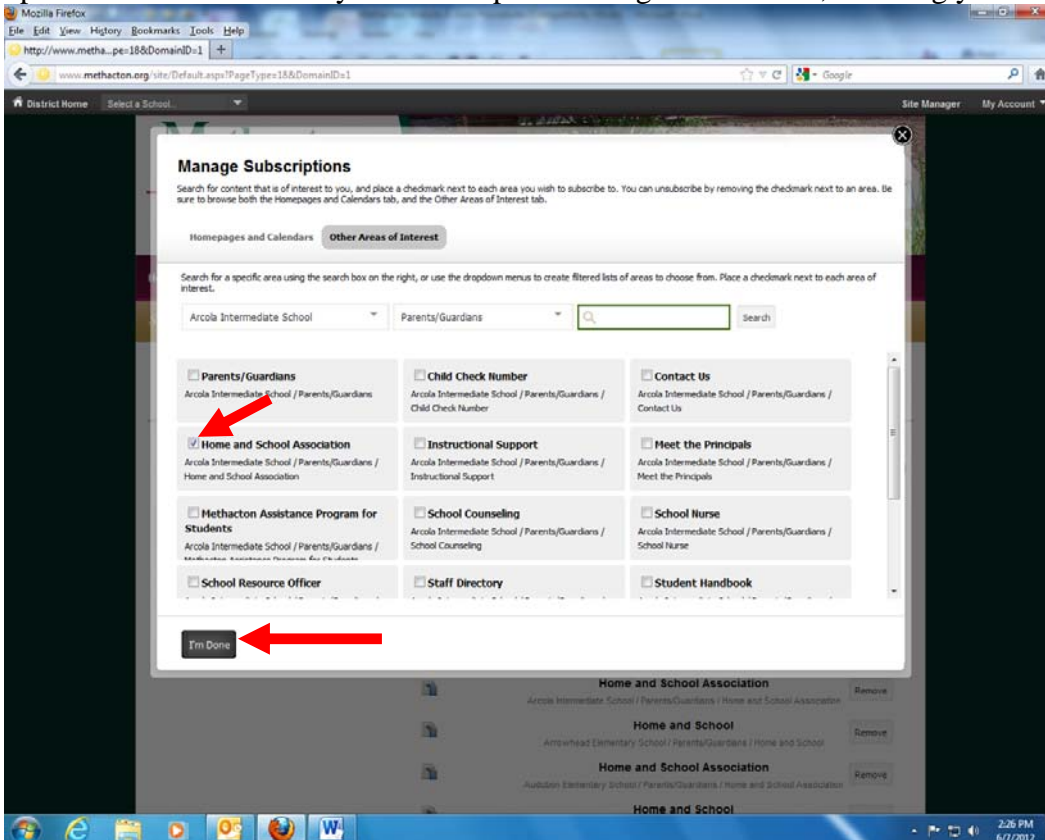 Mozilla Firefox
File Edit View History Bookmarks Tools Help
http://www.metha...pe=18&DomainID=1 +
www.methacton.org/site/Default.aspx?PageType=18&DomainID=1 Google
District Home Select a School... Site Manager My Account
Manage Subscriptions
Search for content that is of interest to you, and place a checkmark next to each area you wish to subscribe to. You can unsubscribe by removing the checkmark next to an area. Be
sure to browse both the Homepages and Calendars tab, and the Other Areas of Interest tab.
Homepages and Calendars Other Areas of Interest
Search for a specific area using the search box on the right, or use the dropdown menus to create filtered lists of areas to choose from. Place a checkmark next to each area of
interest.
Arcola Intermediate School Parents/Guardians Search
Parents/Guardians Child Check Number Contact Us
Arcola Intermediate School / Parents/Guardians Arcola Intermediate School / Parents/Guardians / Arcola Intermediate School / Parents/Guardians /
Child Check Number Contact Us
Home and School Association Instructional Support Meet the Principals
Arcola Intermediate School / Parents/Guardians / Arcola Intermediate School / Parents/Guardians / Arcola Intermediate School / Parents/Guardians /
Home and School Association Instructional Support Meet the Principals
Methacton Assistance Program for School Counseling School Nurse
Students Arcola Intermediate School / Parents/Guardians / Arcola Intermediate School / Parents/Guardians /
Arcola Intermediate School / Parents/Guardians / School Counseling School Nurse
Methacton Assistance Program for Students
School Resource Officer Staff Directory Student Handbook
I'm Done
Home and School Association
Arcola Intermediate School / Parents/Guardians / Home and School Association Remove
Home and School
Arrowhead Elementary School / Parents/Guardians / Home and School Remove
Home and School Association
Audubon Elementary School / Parents/Guardians / Home and School Association Remove
Home and School
2:26 PM
6/7/2012